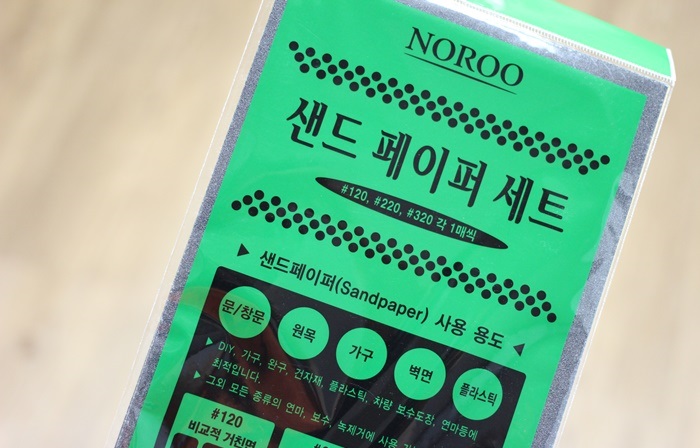 NOROO
샌드 페이퍼 세트
#120, #220, #320 각 1매씩
▶ 샌드페이퍼(Sandpaper) 사용 용도 ◀
문/창문 원목 가구 벽면 플라스틱
▶ DIY, 가구, 완구, 건자재, 플라스틱, 차량 보수도장, 연마등에
최적입니다.
▶ 그외 모든 종류의 연마, 보수, 녹제거에 사용
#120
비교적 거친면